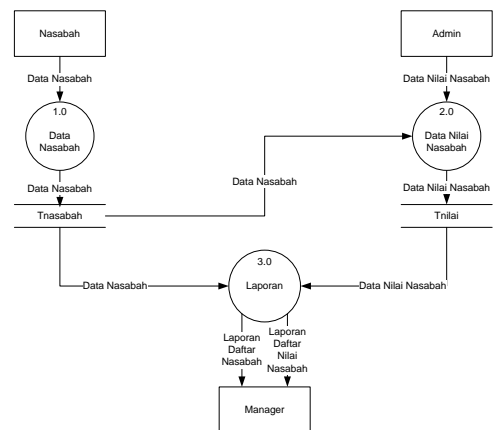 Nasabah
Admin
Data Nasabah
Data Nilai Nasabah
1.0
Data
Nasabah
2.0
Data Nilai
Nasabah
Data Nasabah
Data Nasabah
Data Nilai Nasabah
Tnasabah
Tnilai
3.0
Laporan
Data Nasabah
Data Nilai Nasabah
Laporan
Daftar
Nasabah
Laporan
Daftar
Nilai
Nasabah
Manager